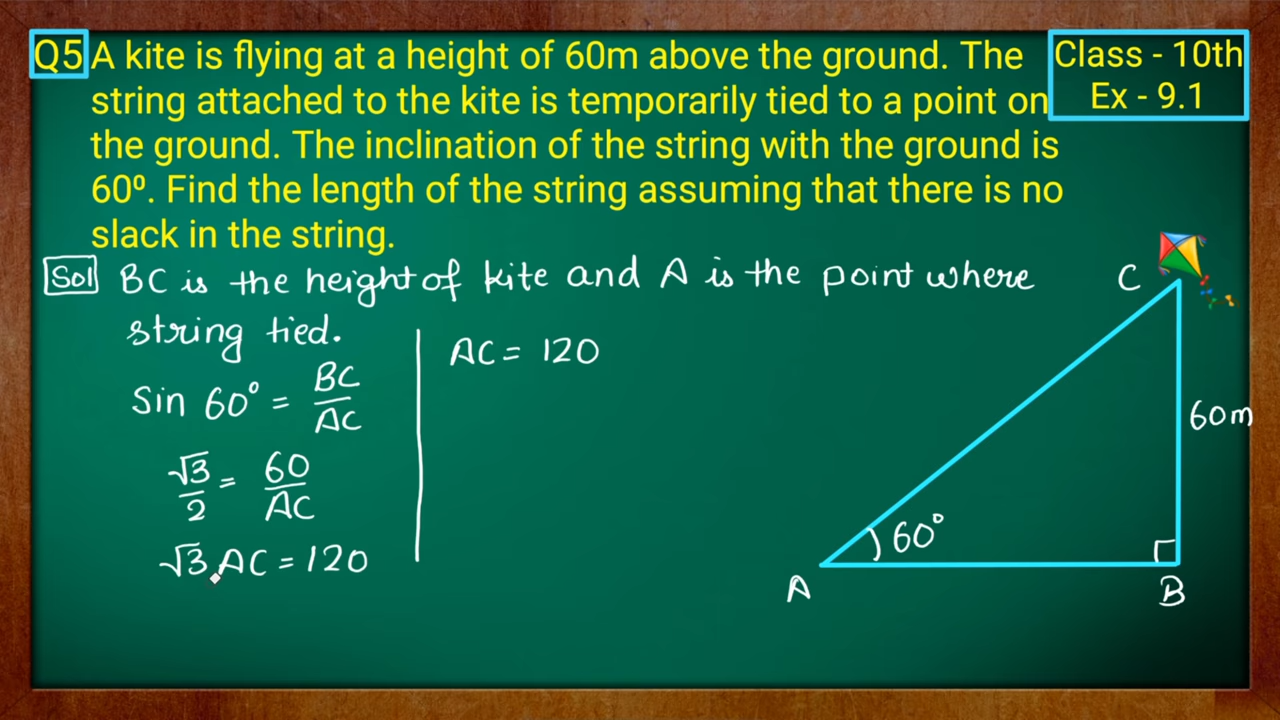 Q5 A kite is flying at a height of 60m above the ground. The
string attached to the kite is temporarily tied to a point on
the ground. The inclination of the string with the ground is
60⁰. Find the length of the string assuming that there is no
slack in the string.
Class - 10th
Ex - 9.1
Sol BC is the height of kite and A is the point where
string tied.
Sin 60° = BC/AC
√3/2 = 60/AC
√3 AC = 120
AC = 120
C
60m
60°
A
B